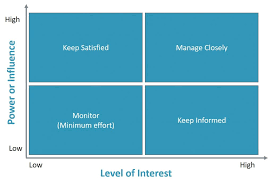 High
Keep Satisfied
Manage Closely
Power or Influence
Monitor
(Minimum effort)
Keep Informed
Low
Low
High
Level of Interest